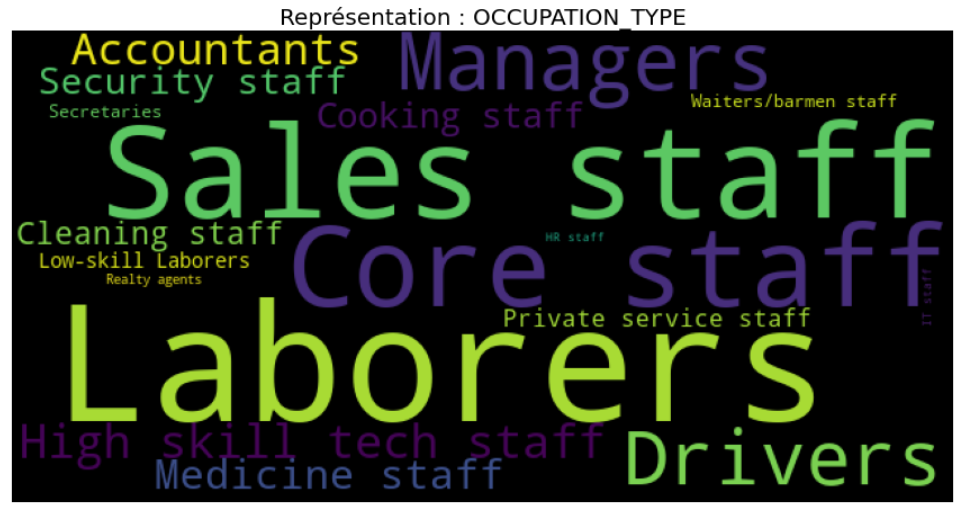 Représentation : OCCUPATION_TYPE
Accountants
Managers
Security staff
Waiters/barmen staff
Secretaries
Cooking staff
Sales staff
Cleaning staff
HR staff
Core staff
Low-skill Laborers
Realty agents
IT staff
Private service staff
Laborers
High skill tech staff
Drivers
Medicine staff